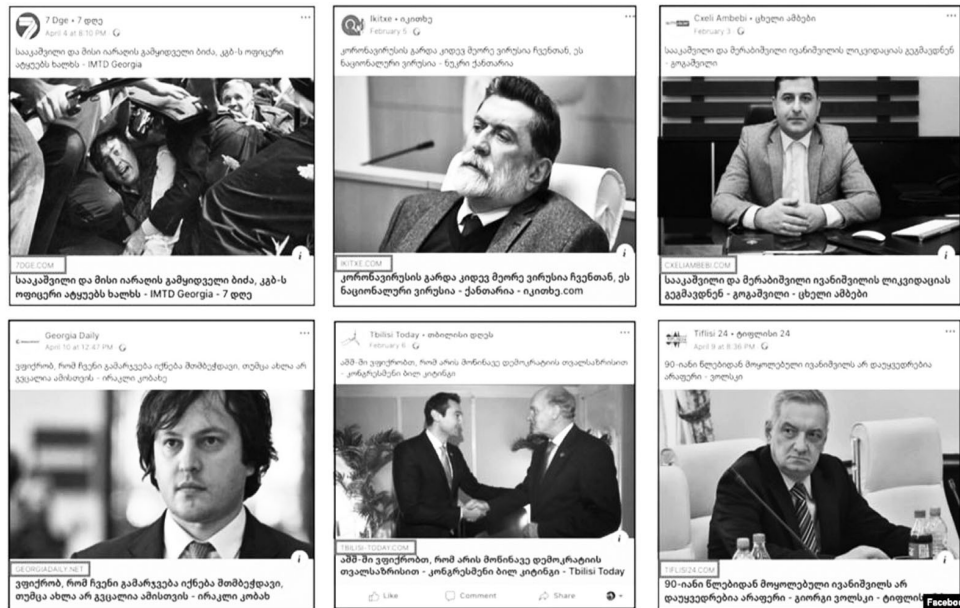 7 Dge • 7 დღე
April 4 at 8:10 PM
სააკაშვილი და მისი იარაღის გამყიდველი ბიძა, კგბ-ს ოფიცერი
ატყუებს ხალხს - IMTD Georgia
7DGE.COM
სააკაშვილი და მისი იარაღის გამყიდველი ბიძა, კგბ-ს
ოფიცერი ატყუებს ხალხს - IMTD Georgia - 7 დღე
Ikitxe • იკითხე
February 5
კორონავირუსის გარდა კიდევ მეორე ვირუსია ჩვენთან, ეს
ნაციონალური ვირუსია - ნუკრი ქანთარია
IKITXE.COM
კორონავირუსის გარდა კიდევ მეორე ვირუსია ჩვენთან, ეს
ნაციონალური ვირუსია - ქანთარია - იკითხე.com
Cxeli Ambebi • ცხელი ამბები
February 3
სააკაშვილი და მერაბიშვილი ივანიშვილის ლიკვიდაციას გეგმავდნენ
- გოგაშვილი
CXELIAMBEBI.COM
სააკაშვილი და მერაბიშვილი ივანიშვილის ლიკვიდაციას
გეგმავდნენ - გოგაშვილი - ცხელი ამბები
Georgia Daily
April 10 at 12:47 PM
ვფიქრობ, რომ ჩვენი გამარჯვება იქნება შთმბეჭდავი, თუმცა ახლა არ
გვცალია ამისთვის - ირაკლი კობახე
GEORGIADAILY.NET
ვფიქრობ, რომ ჩვენი გამარჯვება იქნება შთმბეჭდავი,
თუმცა ახლა არ გვცალია ამისთვის - ირაკლი კობახ
Tbilisi Today • თბილისი დღეს
February 6
აშშ-ში ვფიქრობთ, რომ არის მოწინავე დემოკრატიის თვალსაზრისით
- კონგრესმენი ბილ კიტინგი
TBILISI-TODAY.COM
აშშ-ში ვფიქრობთ, რომ არის მოწინავე დემოკრატიის
თვალსაზრისით - კონგრესმენი ბილ კიტინგი - Tbilisi Today
Like Comment Share
Tiflisi 24 • ტიფლისი 24
April 9 at 8:36 PM
90-იანი წლებიდან მოყოლებული ივანიშვილს არ დაუყვედრებია
არაფერი - ვოლსკი
TIFLISI24.COM
90-იანი წლებიდან მოყოლებული ივანიშვილს არ
დაუყვედრებია არაფერი - გიორგი ვოლსკი - ტიფლის
Facebo